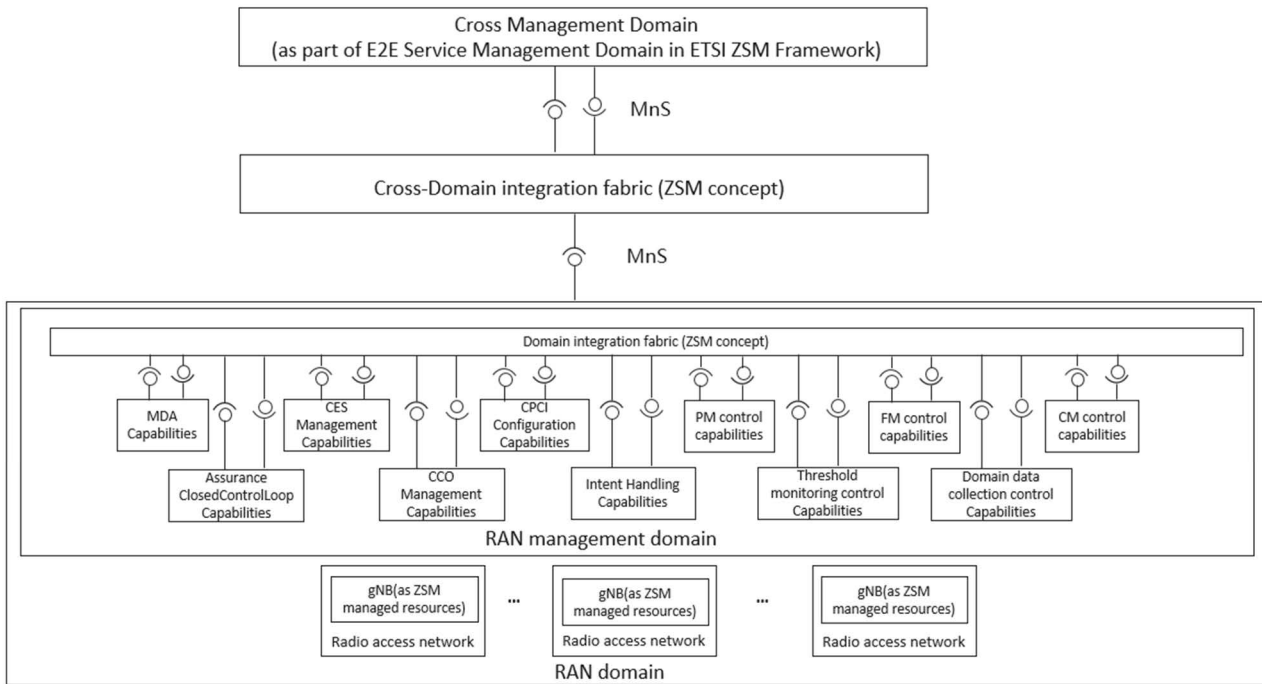 Cross Management Domain
(as part of E2E Service Management Domain in ETSI ZSM Framework)
MnS
Cross-Domain integration fabric (ZSM concept)
MnS
Domain integration fabric (ZSM concept)
MDA
Capabilities
CES
Management
Capabilities
CPCI
Configuration
Capabilities
PM control
capabilities
FM control
capabilities
CM control
capabilities
Assurance
ClosedControlLoop
Capabilities
CCO
Management
Capabilities
Intent Handling
Capabilities
Threshold
monitoring control
Capabilities
Domain data
collection control
Capabilities
RAN management domain
gNB(as ZSM
managed resources)
Radio access network
...
gNB(as ZSM
managed resources)
Radio access network
...
gNB(as ZSM
managed resources)
Radio access network
RAN domain